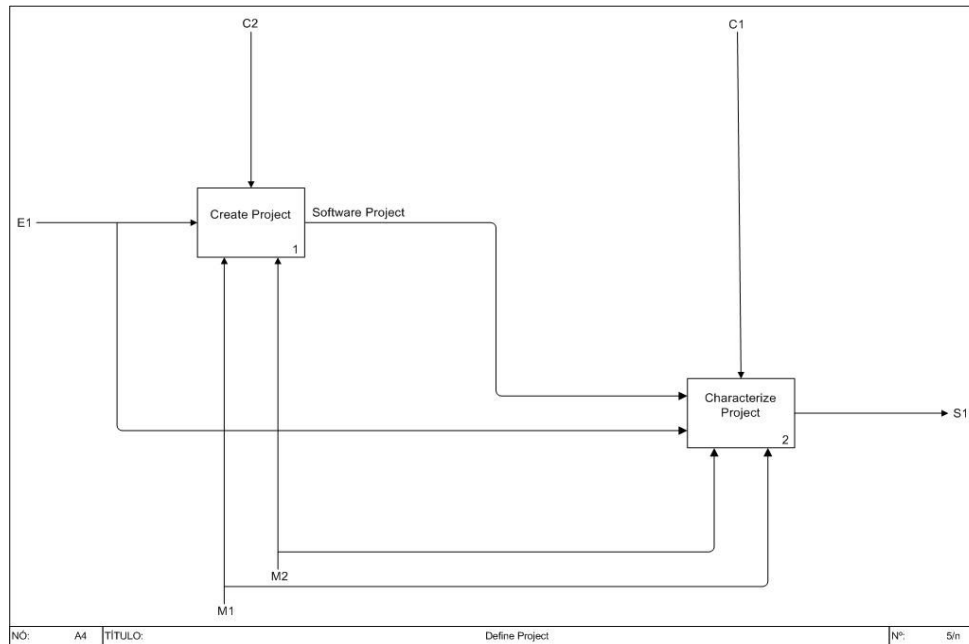 C2
C1
Create Project
1
Software Project
E1
Characterize
Project
2
S1
M2
M1
NÓ: A4 TÍTULO: Define Project Nº: 5/n